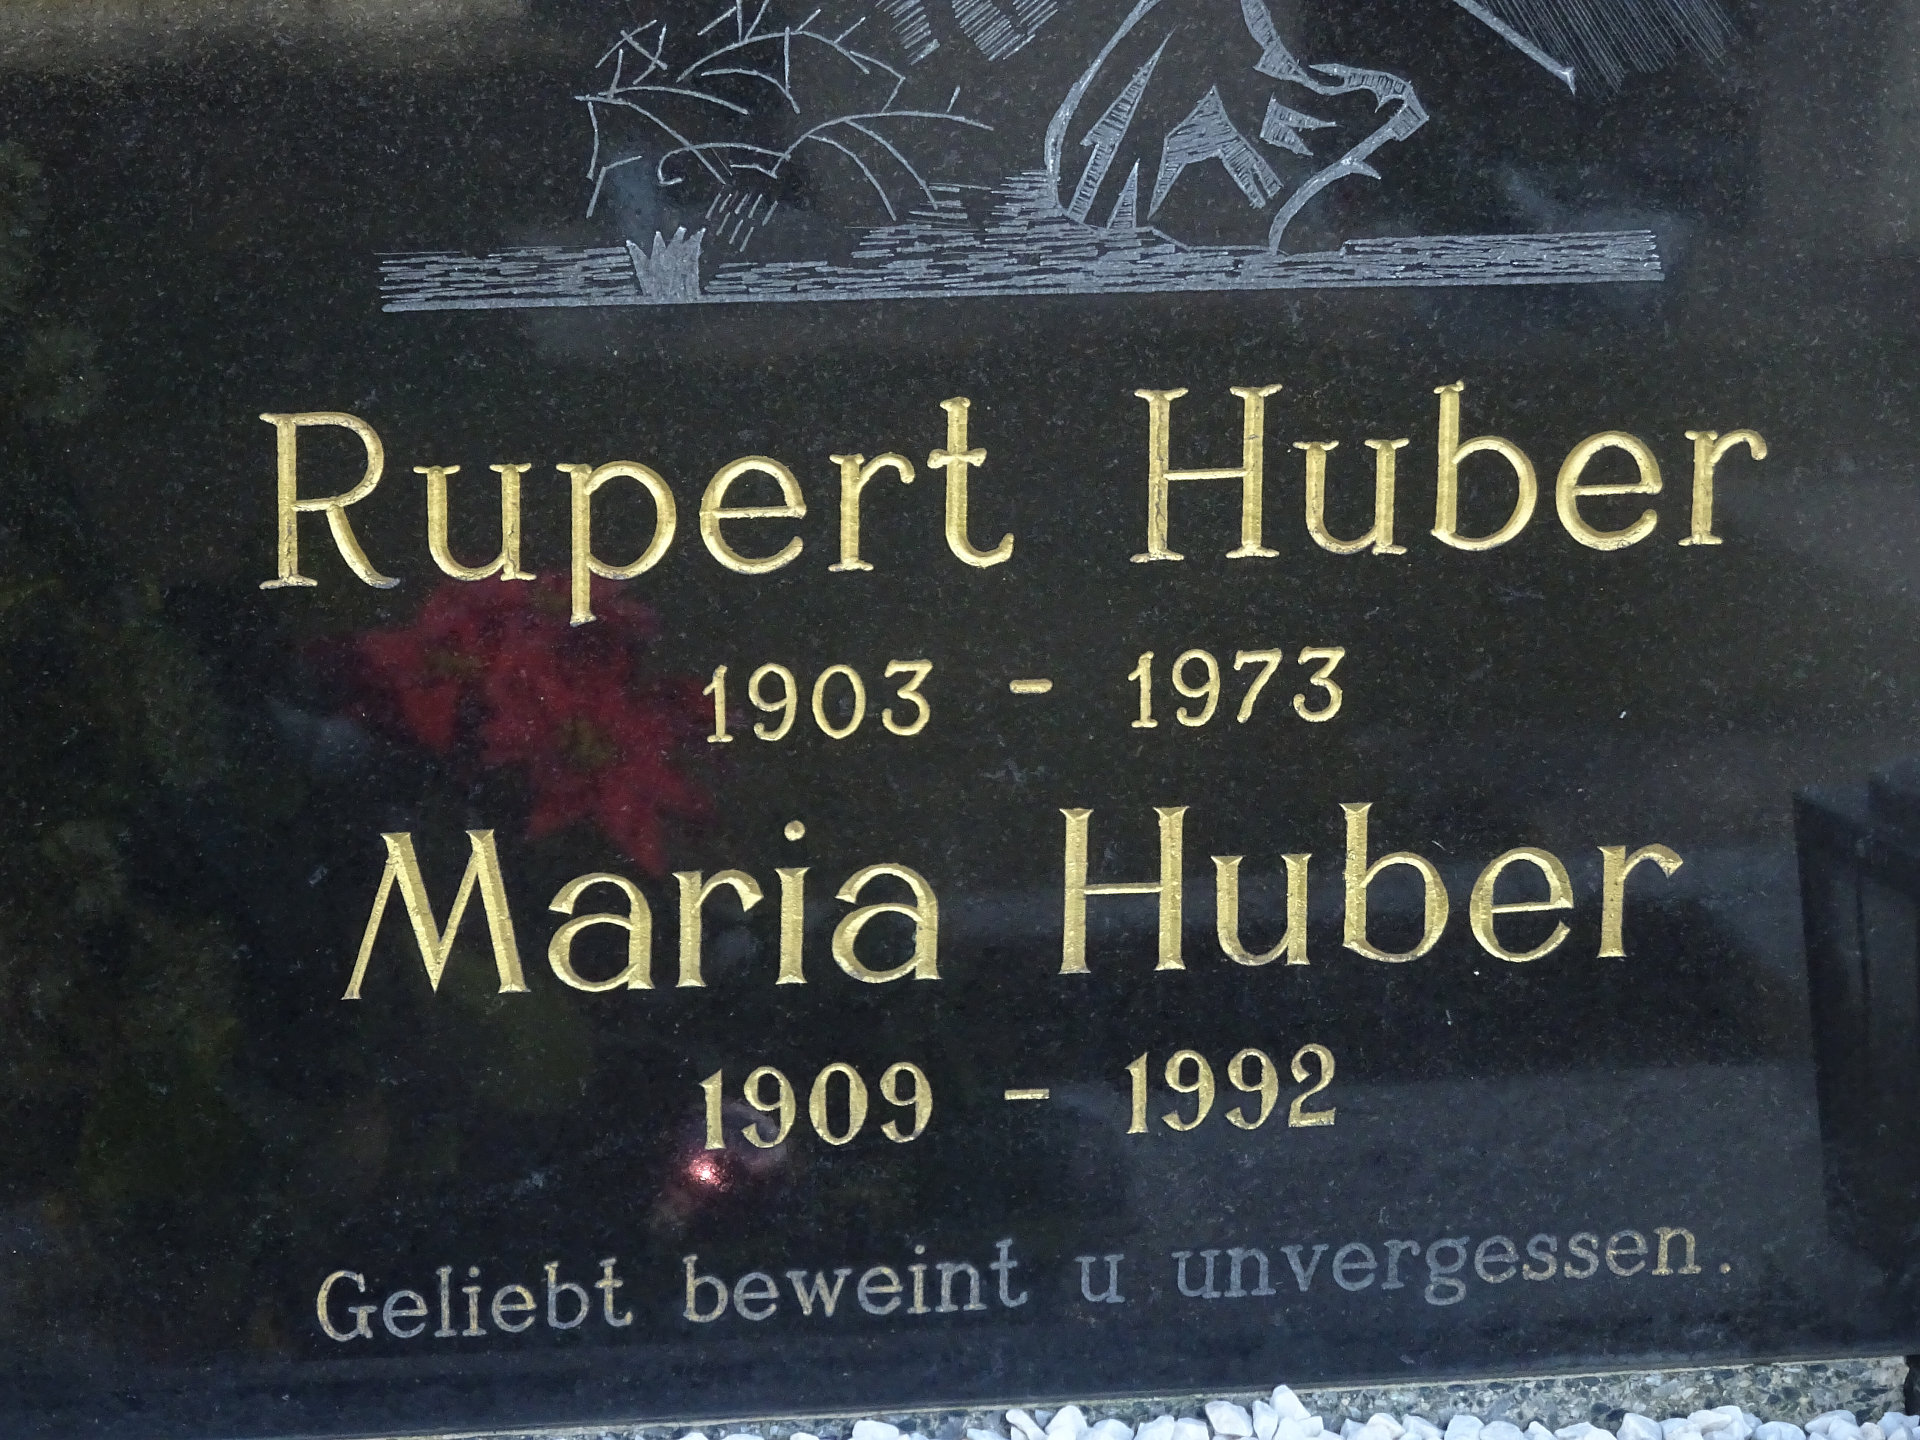 Rupert Huber
1903 - 1973
Maria Huber
1909 - 1992
Geliebt beweint u unvergessen.